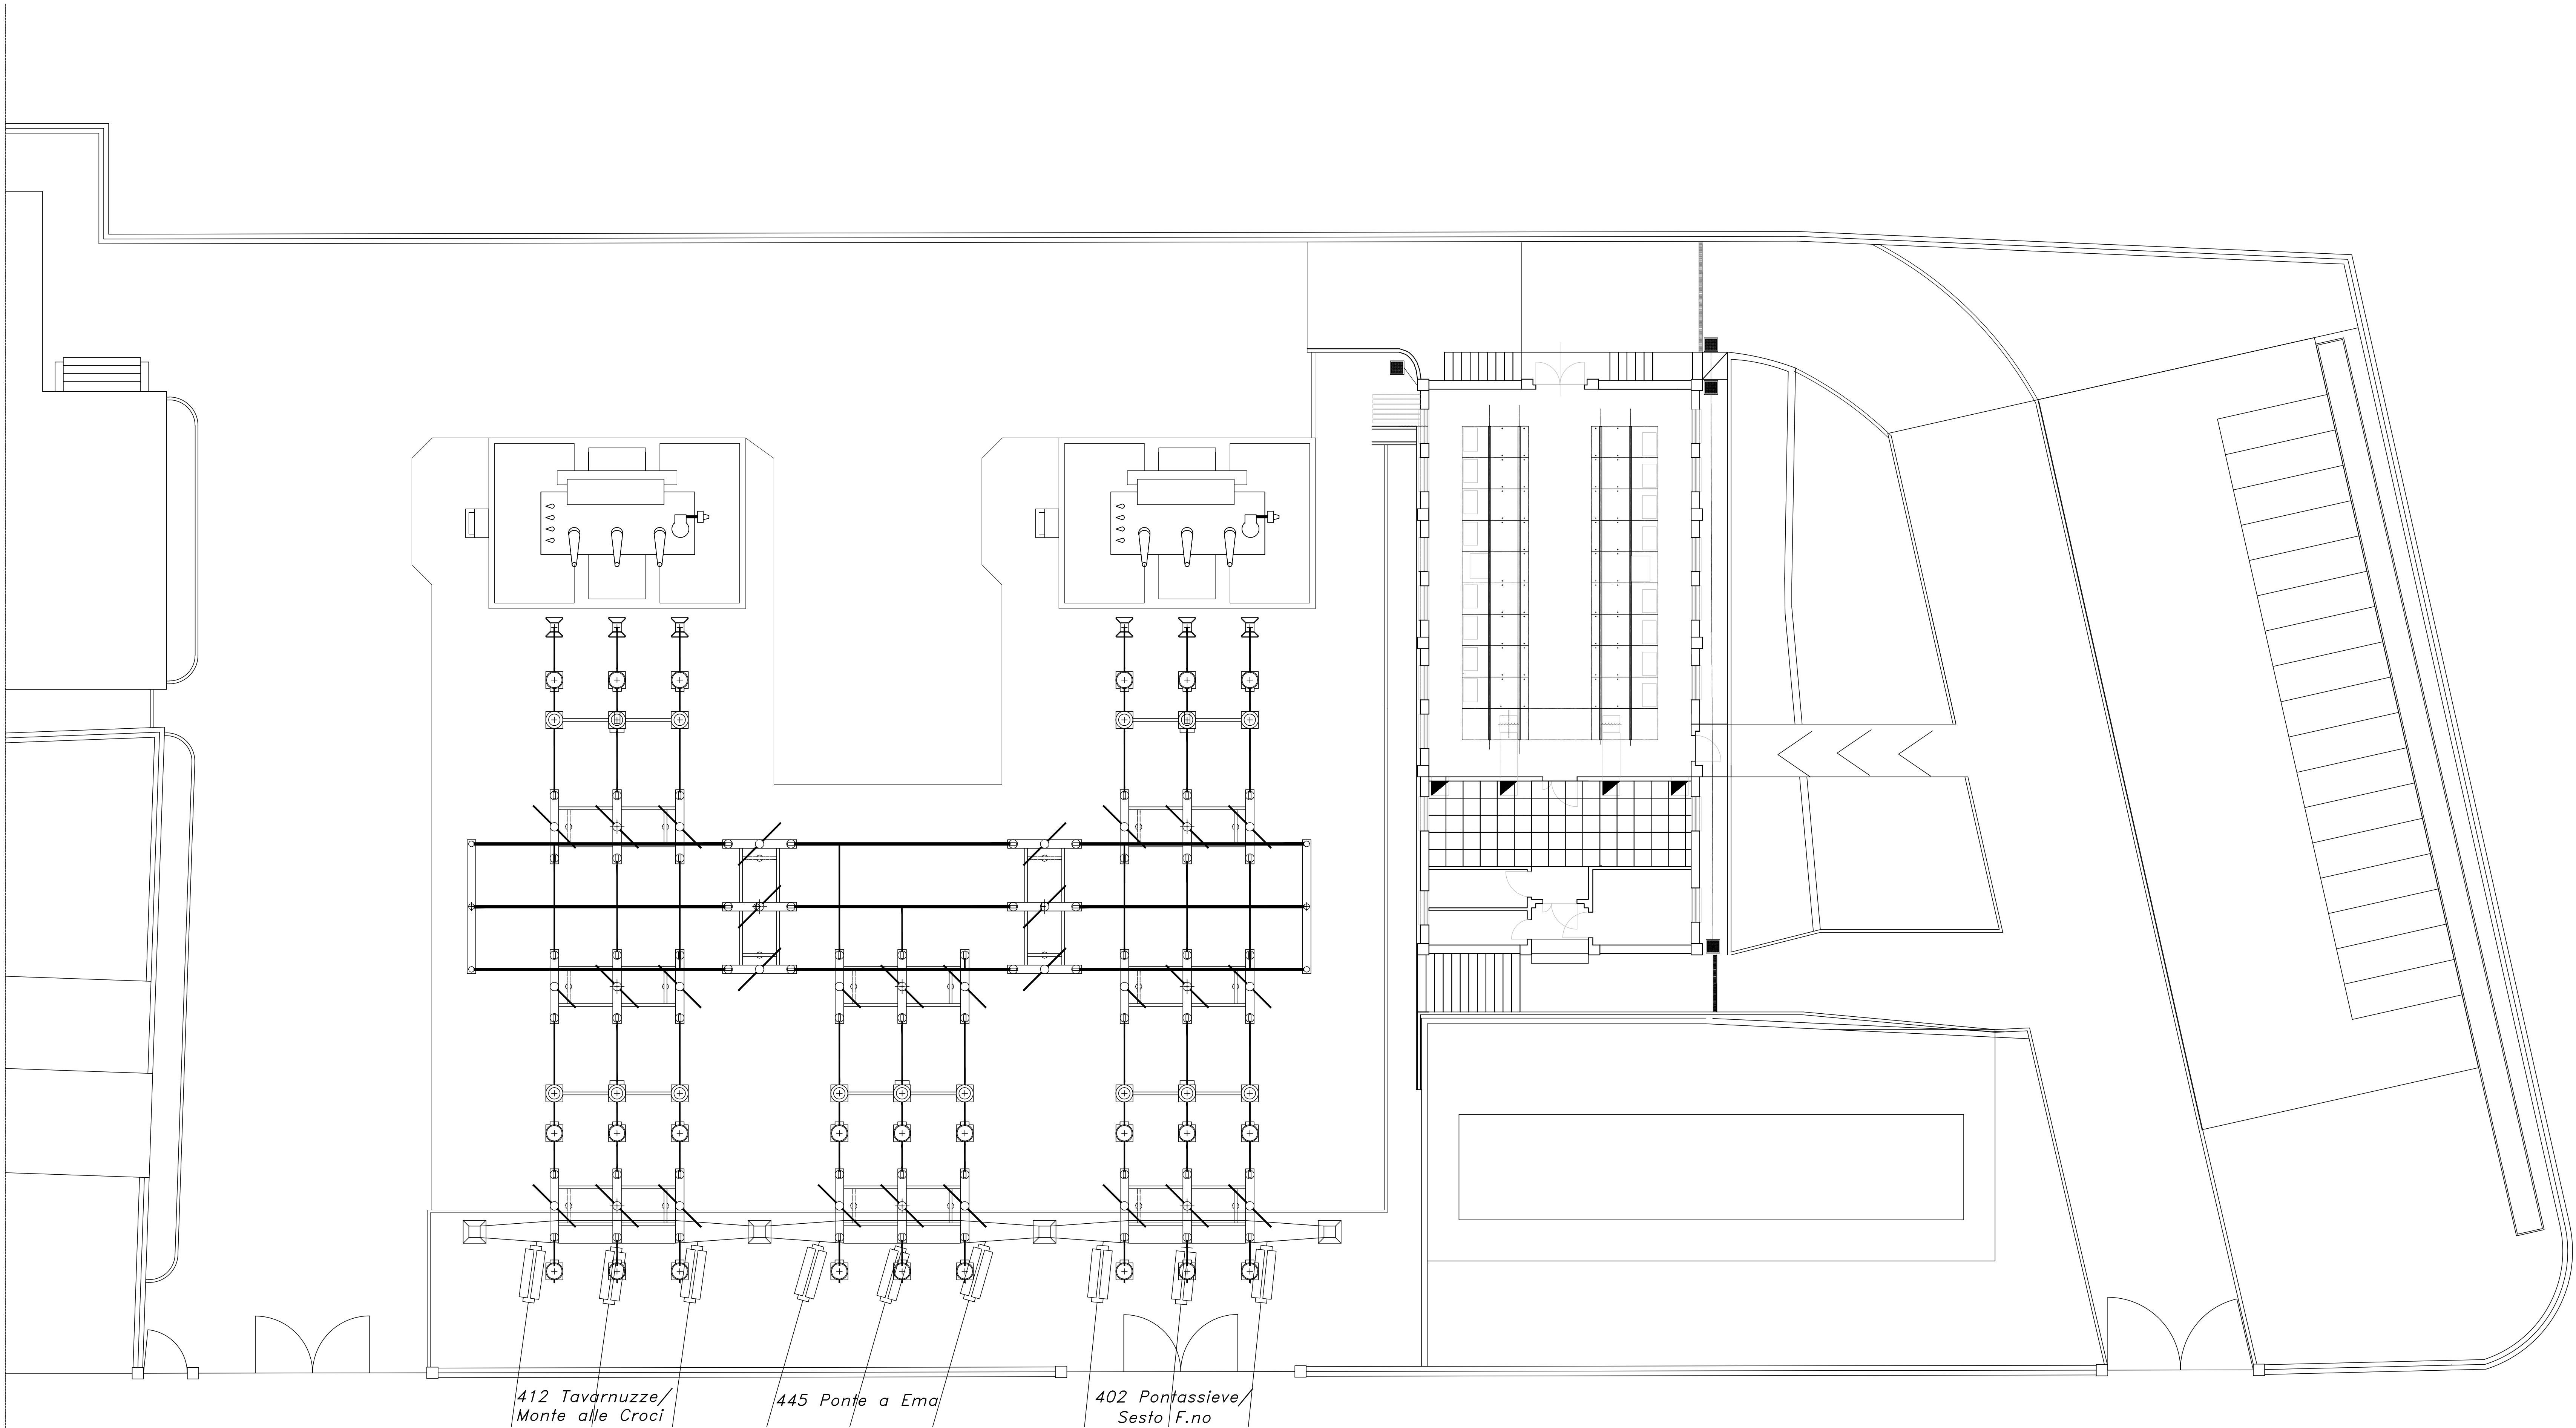 412 Tavarnuzze/
Monte alle Croci
445 Ponte a Ema
402 Pontassieve/
Sesto F.no